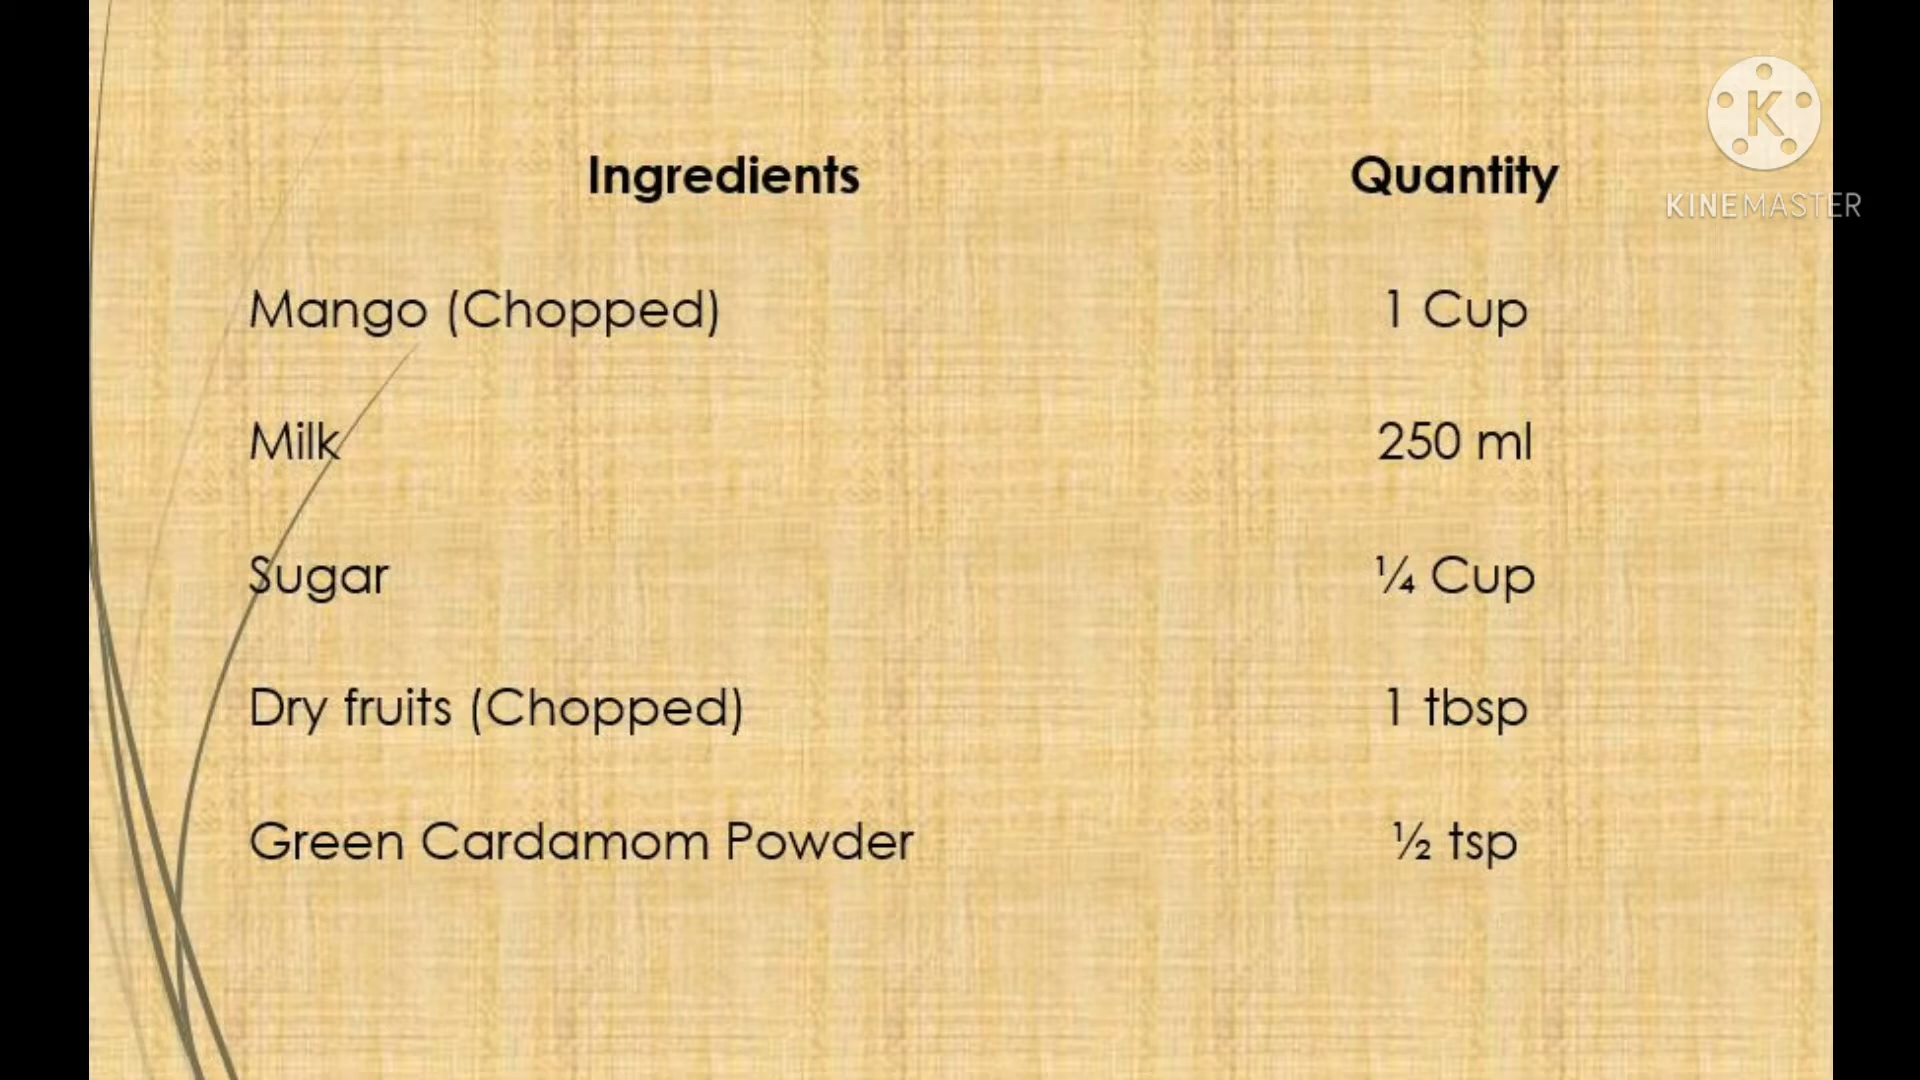 Ingredients Quantity
Mango (Chopped) 1 Cup
Milk 250 ml
Sugar ¼ Cup
Dry fruits (Chopped) 1 tbsp
Green Cardamom Powder ½ tsp
K
KINEMASTER